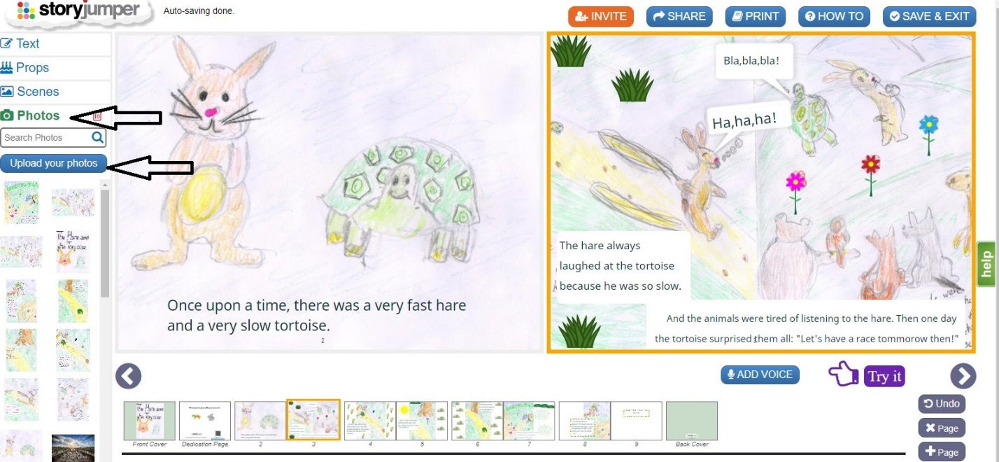 storyjumper
Auto-saving done.
INVITE
SHARE
PRINT
HOW TO
SAVE & EXIT
Text
Props
Scenes
Photos
Search Photos
Upload your photos
The Hare and
the Tortoise
Once upon a time, there was a very fast hare
and a very slow tortoise.
2
Bla,bla,bla!
Ha,ha,ha!
The hare always
laughed at the tortoise
because he was so slow.
And the animals were tired of listening to the hare. Then one day
the tortoise surprised them all: "Let's have a race tommorow then!"
help
ADD VOICE
Try it
Undo
Page
Page
Front Cover
Dedication Page
2
3
4
5
6
7
8
9
Back Cover